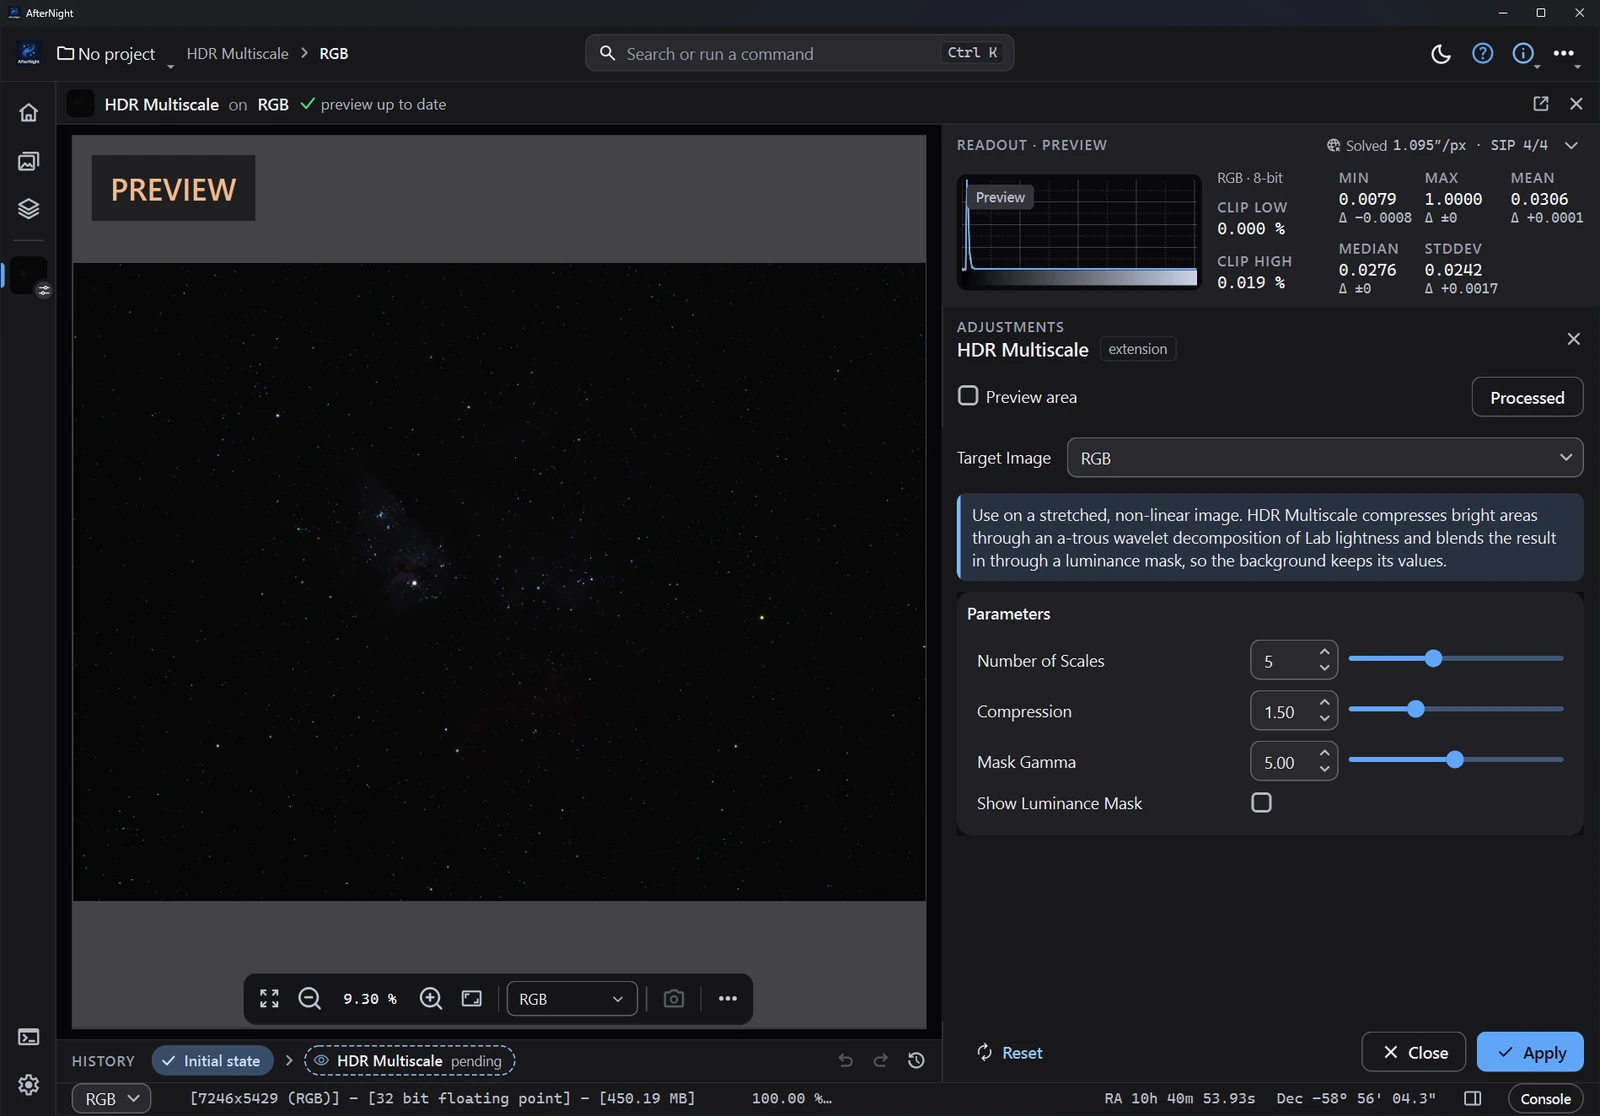 AfterNight
AfterNight
No project
HDR Multiscale > RGB
Search or run a command
Ctrl K
HDR Multiscale on RGB ✓ preview up to date
PREVIEW
READOUT · PREVIEW
Solved 1.095″/px · SIP 4/4
Preview
RGB · 8-bit
CLIP LOW
0.000 %
CLIP HIGH
0.019 %
MIN
0.0079
Δ −0.0008
MAX
1.0000
Δ ±0
MEAN
0.0306
Δ +0.0001
MEDIAN
0.0276
Δ ±0
STDDEV
0.0242
Δ +0.0017
ADJUSTMENTS
HDR Multiscale extension
Preview area
Processed
Target Image
RGB
Use on a stretched, non-linear image. HDR Multiscale compresses bright areas
through an a-trous wavelet decomposition of Lab lightness and blends the result
in through a luminance mask, so the background keeps its values.
Parameters
Number of Scales
5
Compression
1.50
Mask Gamma
5.00
Show Luminance Mask
9.30 %
RGB
Reset
Close
Apply
HISTORY
Initial state
HDR Multiscale pending
RGB
[7246x5429 (RGB)] – [32 bit floating point] – [450.19 MB]
100.00 %…
RA 10h 40m 53.93s Dec −58° 56' 04.3"
Console